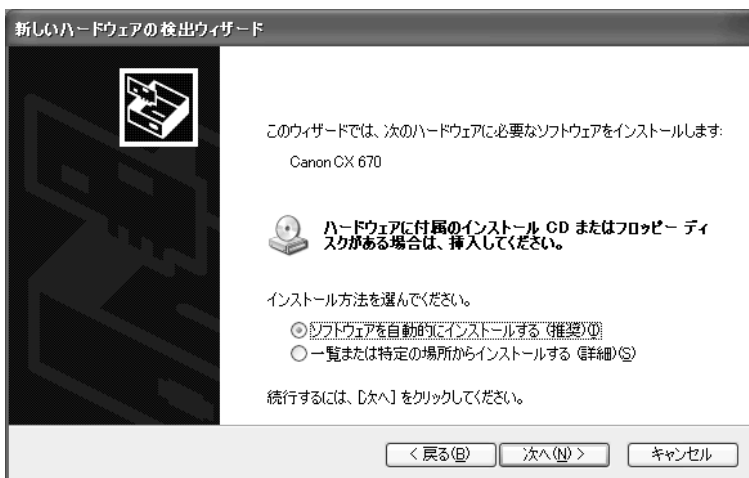 新しいハードウェアの検出ウィザード
このウィザードでは、次のハードウェアに必要なソフトウェアをインストールします:
Canon CX 670
ハードウェアに付属のインストール CD またはフロッピー ディ
スクがある場合は、挿入してください。
インストール方法を選んでください。
ソフトウェアを自動的にインストールする (推奨)(I)
一覧または特定の場所からインストールする (詳細)(S)
続行するには、[次へ] をクリックしてください。
< 戻る(B) 次へ(N) > キャンセル